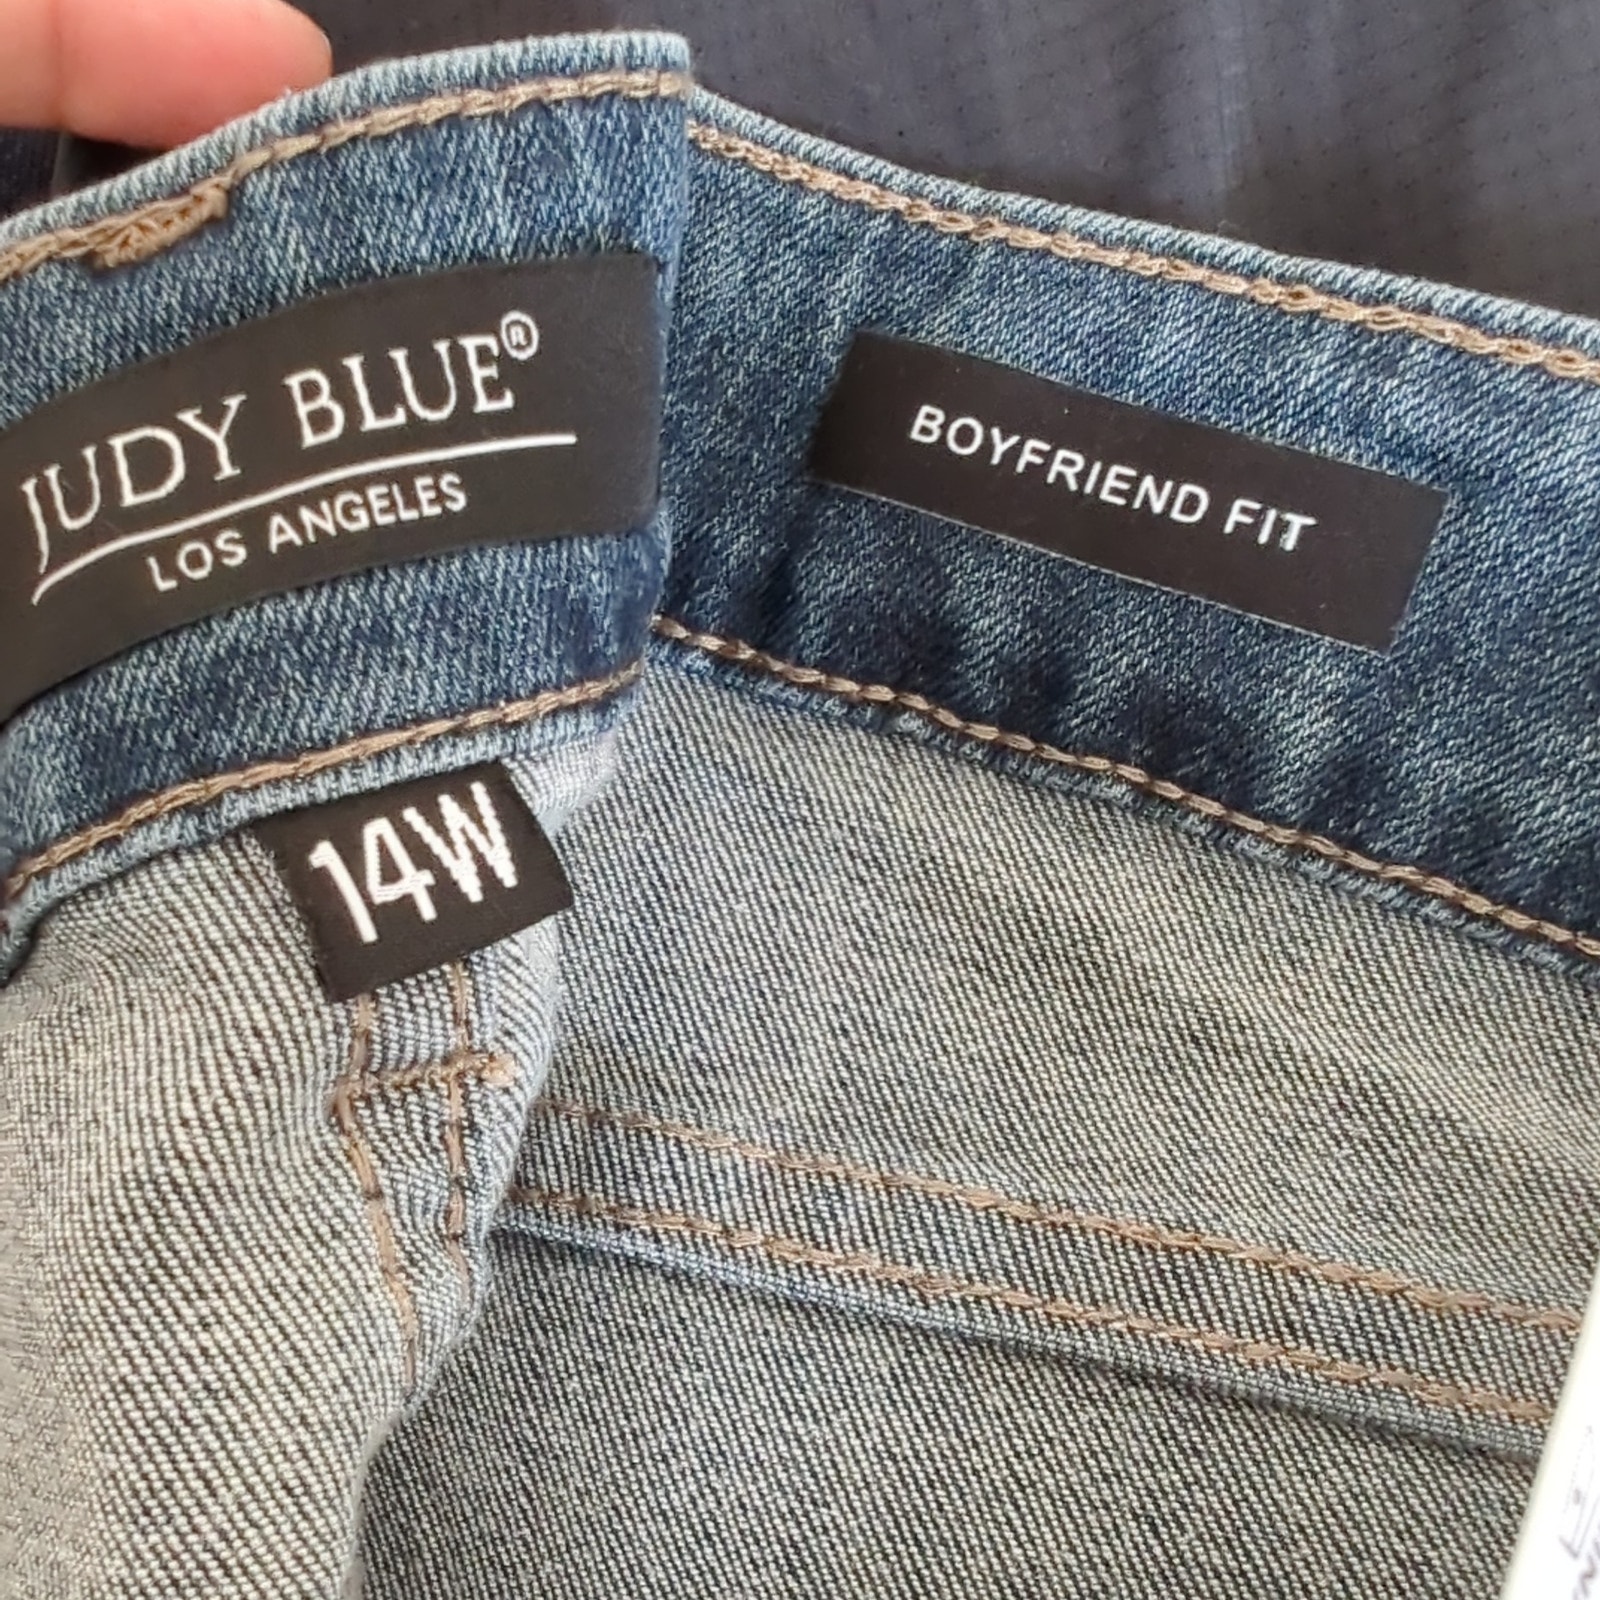 JUDY BLUE®
LOS ANGELES
BOYFRIEND FIT
14W